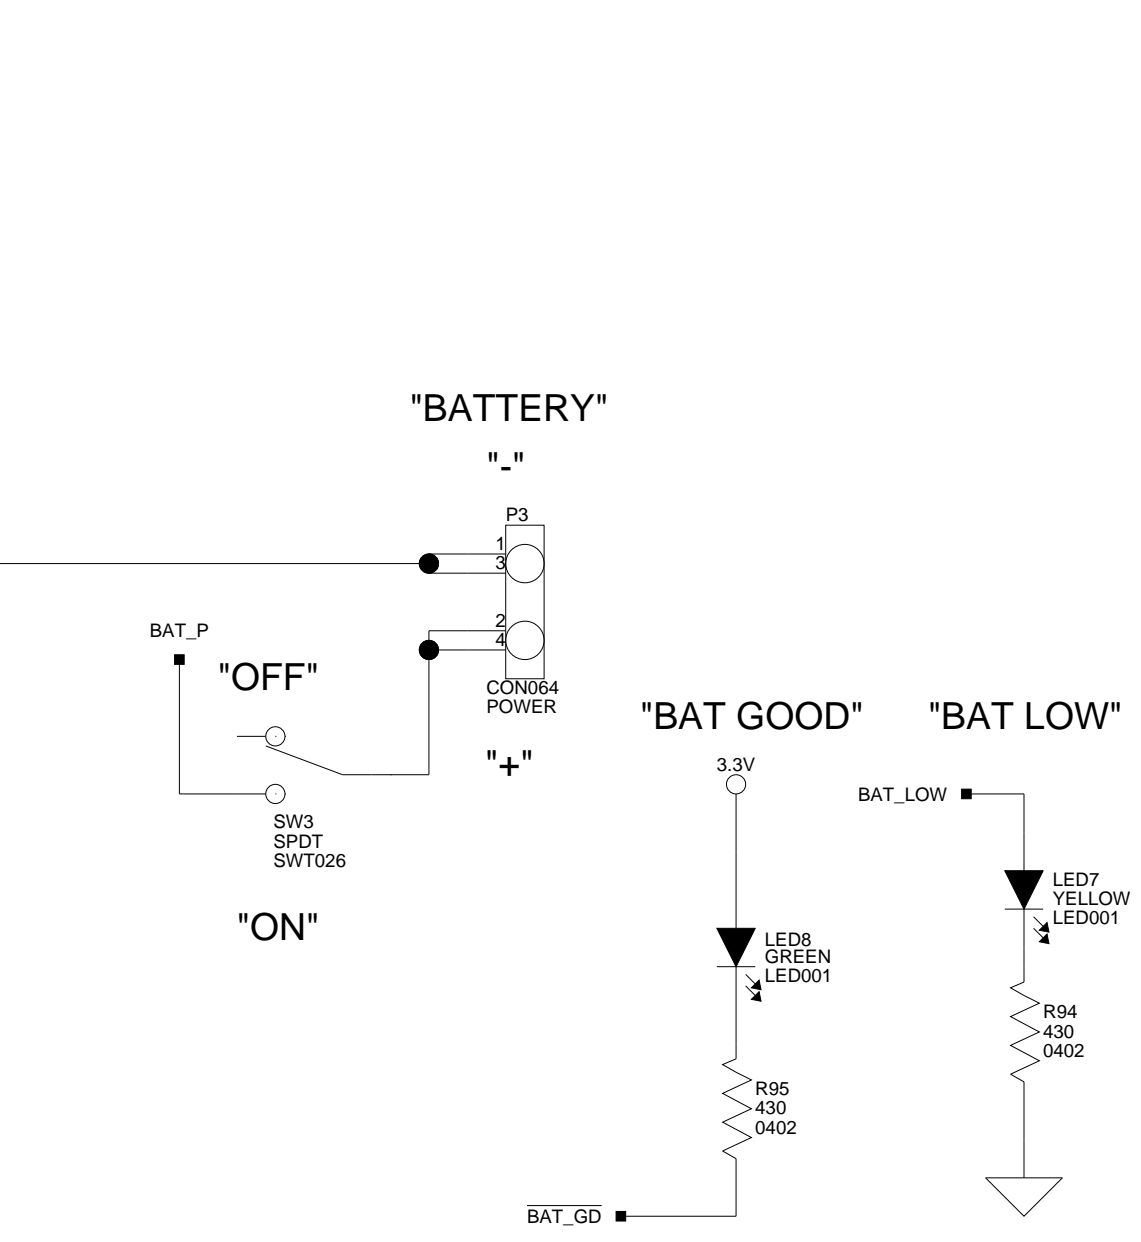 "BATTERY"
"-"
P3
1
3
2
4
CON064
POWER
"+"
BAT_P
"OFF"
SW3
SPDT
SWT026
"ON"
"BAT GOOD"
3.3V
LED8
GREEN
LED001
R95
430
0402
BAT_GD
"BAT LOW"
BAT_LOW
LED7
YELLOW
LED001
R94
430
0402